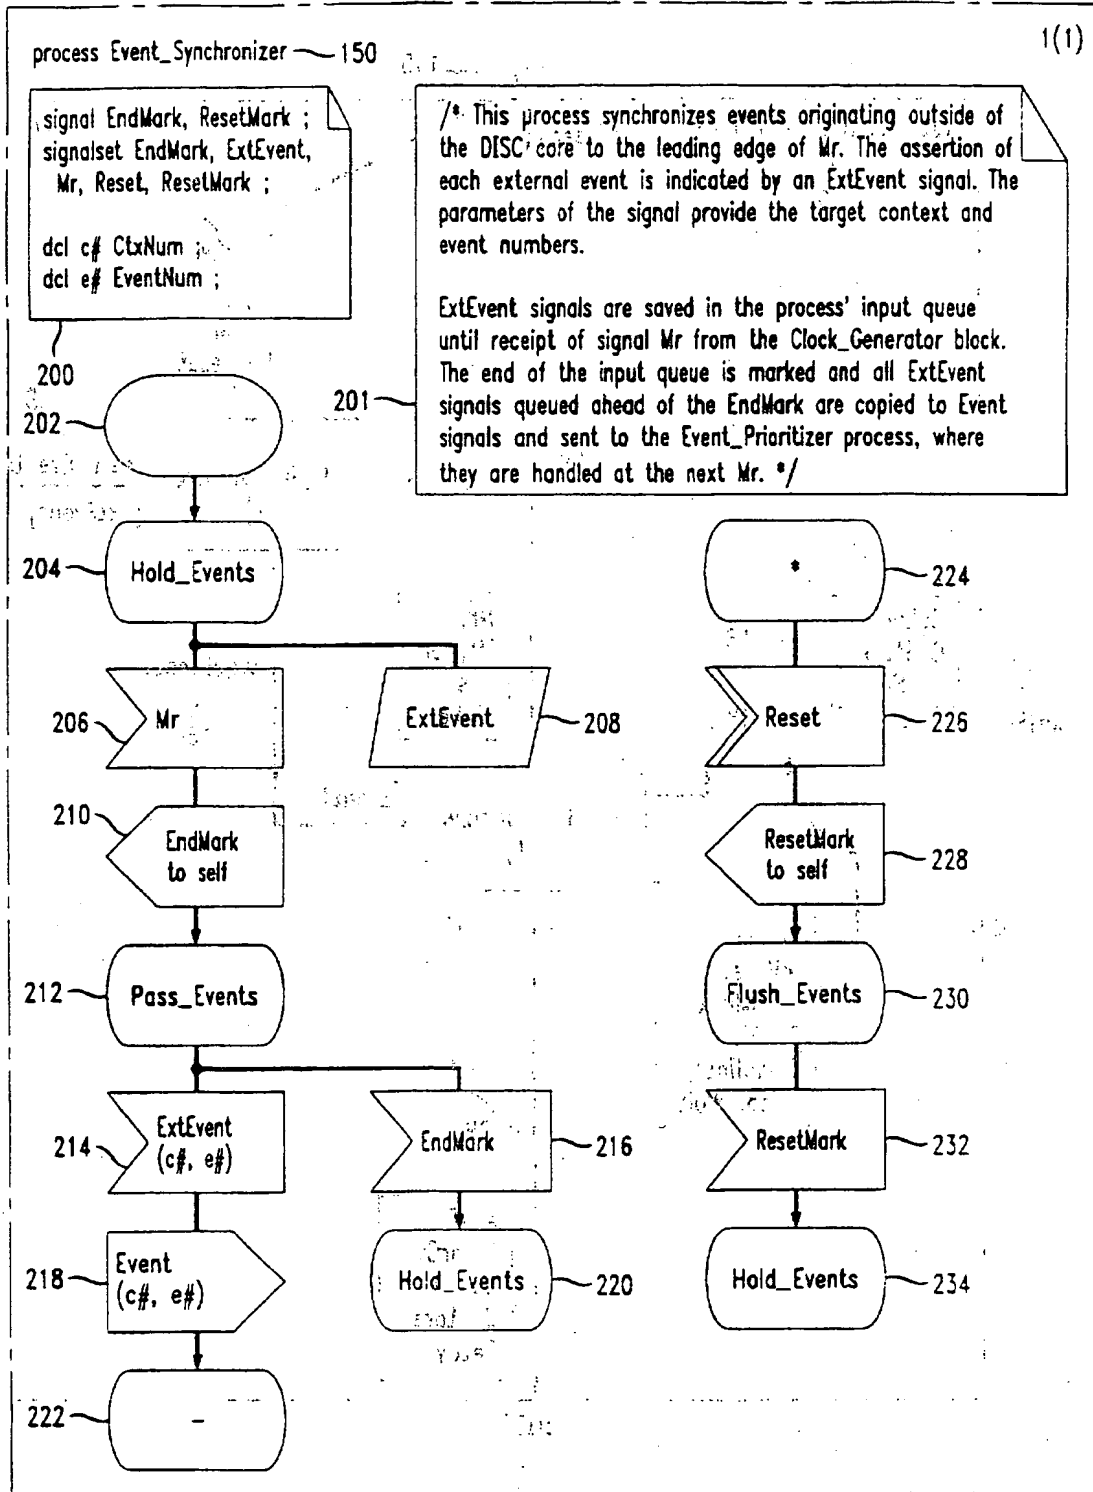 1(1)
process Event_Synchronizer 150
signal EndMark, ResetMark ;
signalset EndMark, ExtEvent,
Mr, Reset, ResetMark ;
dcl c# CtxNum ;
dcl e# EventNum ;
200
/* This process synchronizes events originating outside of
the DISC core to the leading edge of Mr. The assertion of
each external event is indicated by an ExtEvent signal. The
parameters of the signal provide the target context and
event numbers.
ExtEvent signals are saved in the process' input queue
until receipt of signal Mr from the Clock_Generator block.
The end of the input queue is marked and all ExtEvent
signals queued ahead of the EndMark are copied to Event
signals and sent to the Event_Prioritizer process, where
they are handled at the next Mr. */
201
202
204
Hold_Events
206
Mr
ExtEvent
208
210
EndMark
to self
212
Pass_Events
214
ExtEvent
(c#, e#)
EndMark
216
218
Event
(c#, e#)
Hold_Events
220
222
-
*
224
Reset
226
ResetMark
to self
228
Flush_Events
230
ResetMark
232
Hold_Events
234